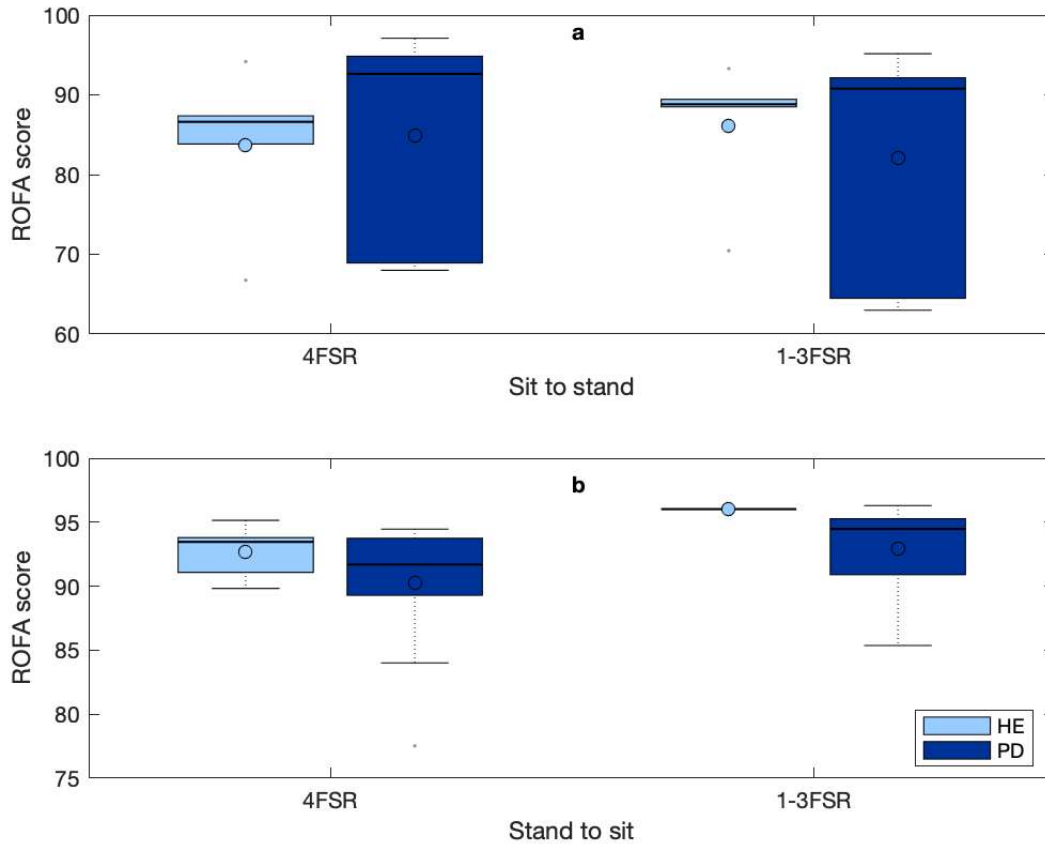 100
a
90
80
70
60
ROFA score
4FSR
1-3FSR
Sit to stand
100
b
95
90
85
80
75
ROFA score
HE
PD
4FSR
1-3FSR
Stand to sit